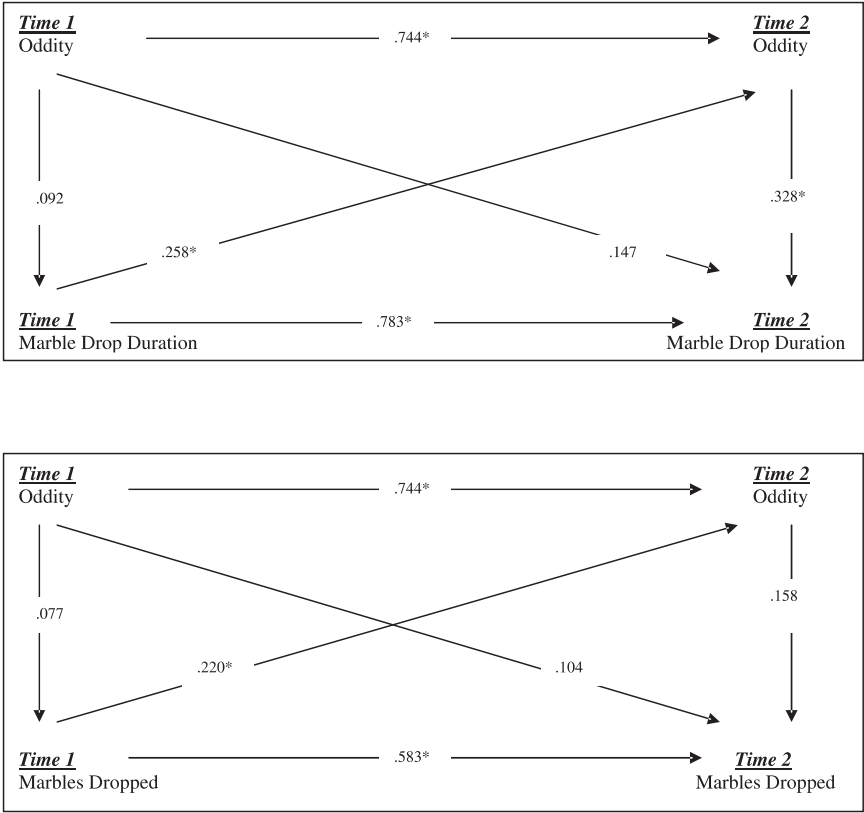 Time 1 Time 2
Oddity .744* Oddity
.092 .328*
.258* .147
Time 1 .783* Time 2
Marble Drop Duration Marble Drop Duration
Time 1 Time 2
Oddity .744* Oddity
.077 .158
.220* .104
Time 1 .583* Time 2
Marbles Dropped Marbles Dropped